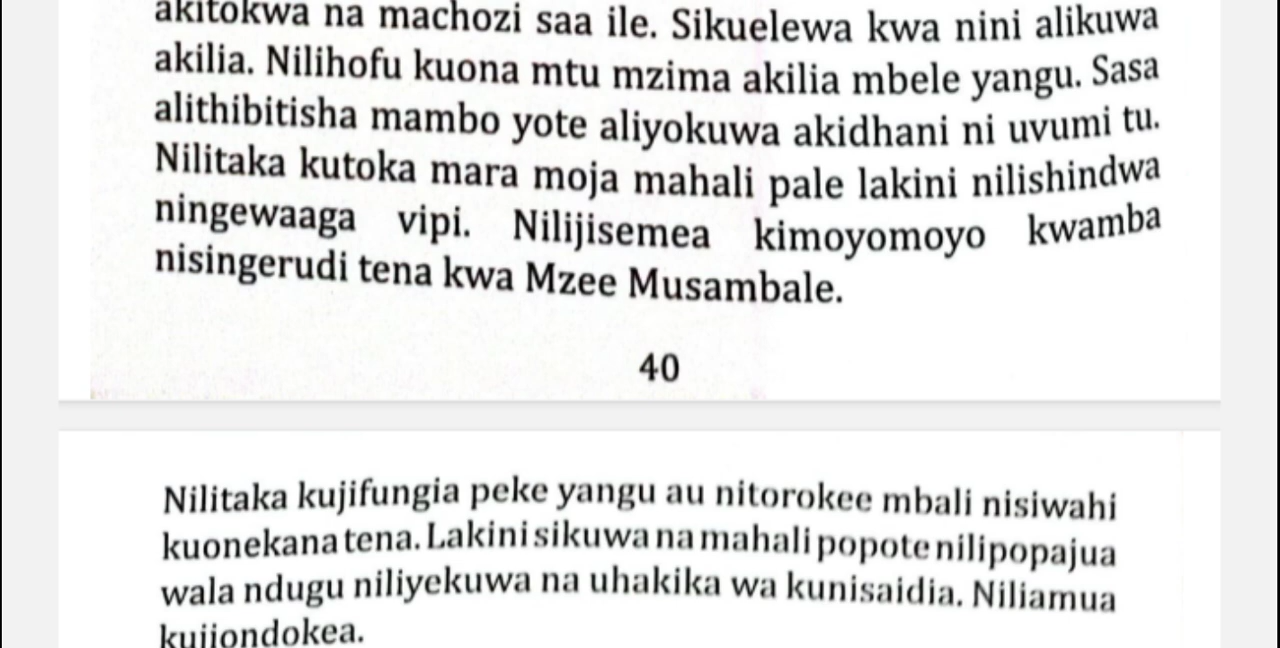 akitokwa na machozi saa ile. Sikuelewa kwa nini alikuwa
akilia. Nilihofu kuona mtu mzima akilia mbele yangu. Sasa
alithibitisha mambo yote aliyokuwa akidhani ni uvumi tu.
Nilitaka kutoka mara moja mahali pale lakini nilishindwa
ningewaaga vipi. Nilijisemea kimoyomoyo kwamba
nisingerudi tena kwa Mzee Musambale.
40
Nilitaka kujifungia peke yangu au nitorokee mbali nisiwahi
kuonekana tena. Lakini sikuwa na mahali popote nilipopajua
wala ndugu niliyekuwa na uhakika wa kunisaidia. Niliamua
kujiondokea.